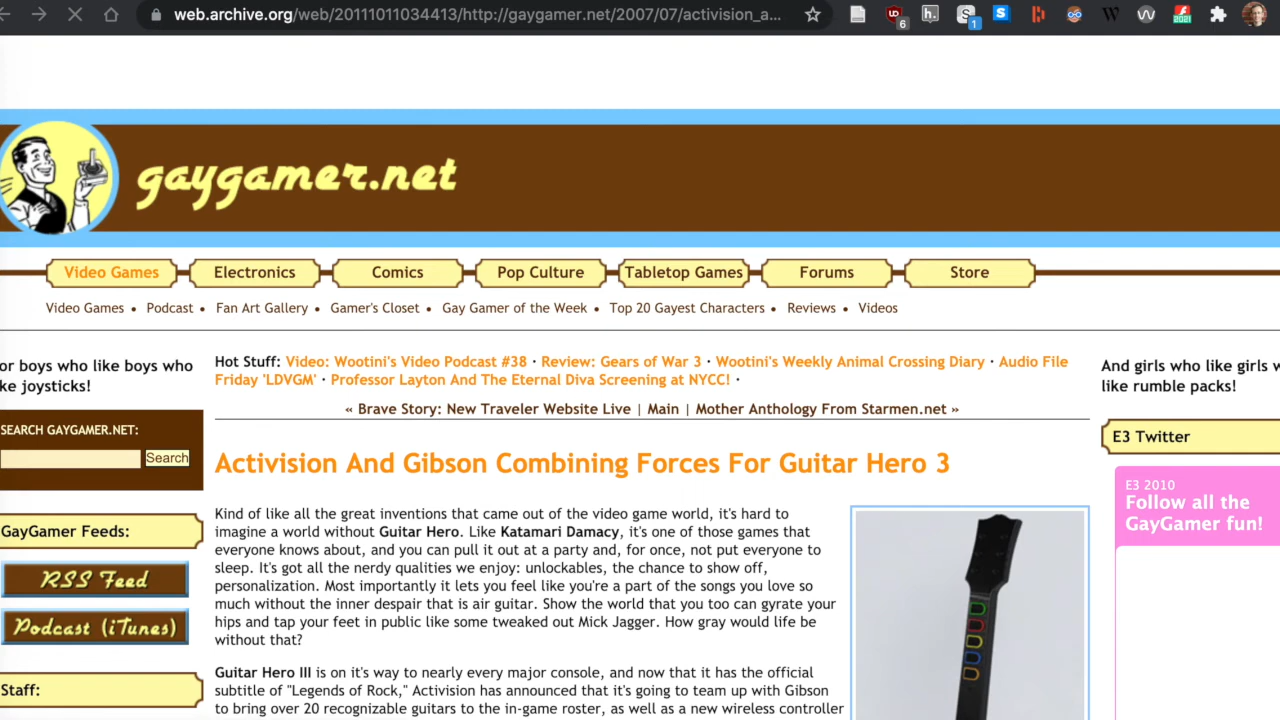 web.archive.org/web/20111011034413/http://gaygamer.net/2007/07/activision_a...
6
h.
1
S
W
2021
gaygamer.net
Video Games
Electronics
Comics
Pop Culture
Tabletop Games
Forums
Store
Video Games • Podcast • Fan Art Gallery • Gamer's Closet • Gay Gamer of the Week • Top 20 Gayest Characters • Reviews • Videos
or boys who like boys who
ke joysticks!
SEARCH GAYGAMER.NET:
Search
GayGamer Feeds:
RSS Feed
Podcast (iTunes)
Staff:
Hot Stuff: Video: Wootini's Video Podcast #38 · Review: Gears of War 3 · Wootini's Weekly Animal Crossing Diary · Audio File
Friday 'LDVGM' · Professor Layton And The Eternal Diva Screening at NYCC! ·
« Brave Story: New Traveler Website Live | Main | Mother Anthology From Starmen.net »
Activision And Gibson Combining Forces For Guitar Hero 3
Kind of like all the great inventions that came out of the video game world, it's hard to
imagine a world without Guitar Hero. Like Katamari Damacy, it's one of those games that
everyone knows about, and you can pull it out at a party and, for once, not put everyone to
sleep. It's got all the nerdy qualities we enjoy: unlockables, the chance to show off,
personalization. Most importantly it lets you feel like you're a part of the songs you love so
much without the inner despair that is air guitar. Show the world that you too can gyrate your
hips and tap your feet in public like some tweaked out Mick Jagger. How gray would life be
without that?
Guitar Hero III is on it's way to nearly every major console, and now that it has the official
subtitle of "Legends of Rock," Activision has announced that it's going to team up with Gibson
to bring over 20 recognizable guitars to the in-game roster, as well as a new wireless controller
And girls who like girls w
like rumble packs!
E3 Twitter
E3 2010
Follow all the
GayGamer fun!